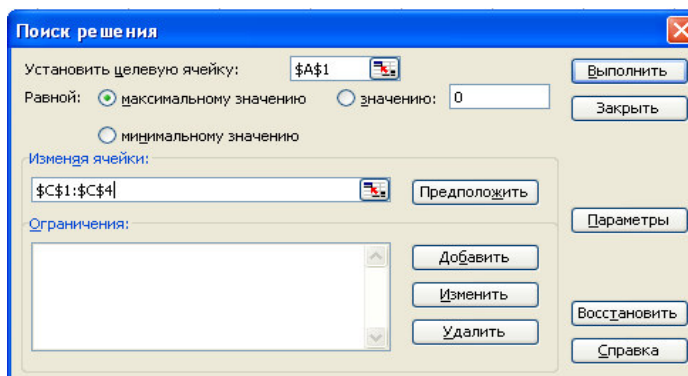 Поиск решения
Установить целевую ячейку: $A$1 Выполнить
Равной: максимальному значению значению: 0 Закрыть
минимальному значению
Изменяя ячейки:
$C$1:$C$4 Предположить
Ограничения: Параметры
Добавить
Изменить
Восстановить
Удалить
Справка